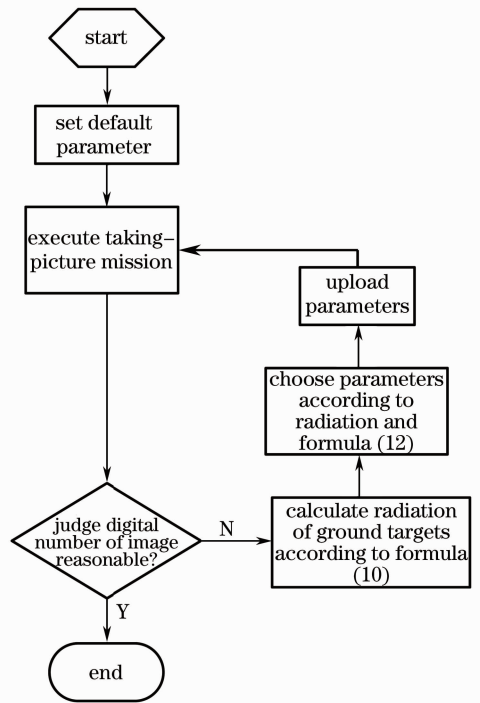 start
set default
parameter
execute taking-
picture mission
upload
parameters
choose parameters
according to
radiation and
formula (12)
judge digital
number of image
reasonable?
N
calculate radiation
of ground targets
according to formula
(10)
Y
end